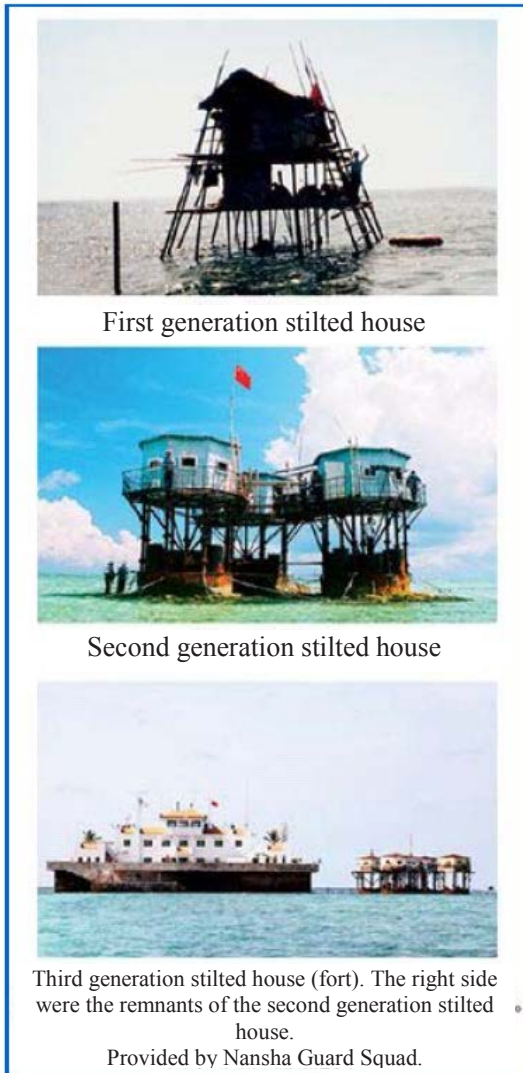 First generation stilted house
Second generation stilted house
Third generation stilted house (fort). The right side
were the remnants of the second generation stilted
house.
Provided by Nansha Guard Squad.